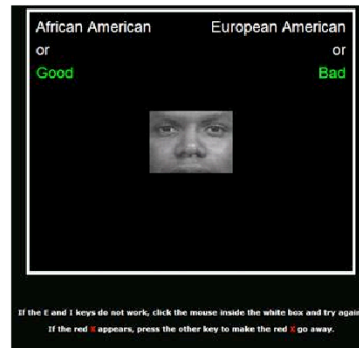 African American European American
or or
Good Bad
If the E and I keys do not work, click the mouse inside the white box and try again
If the red X appears, press the other key to make the red X go away.